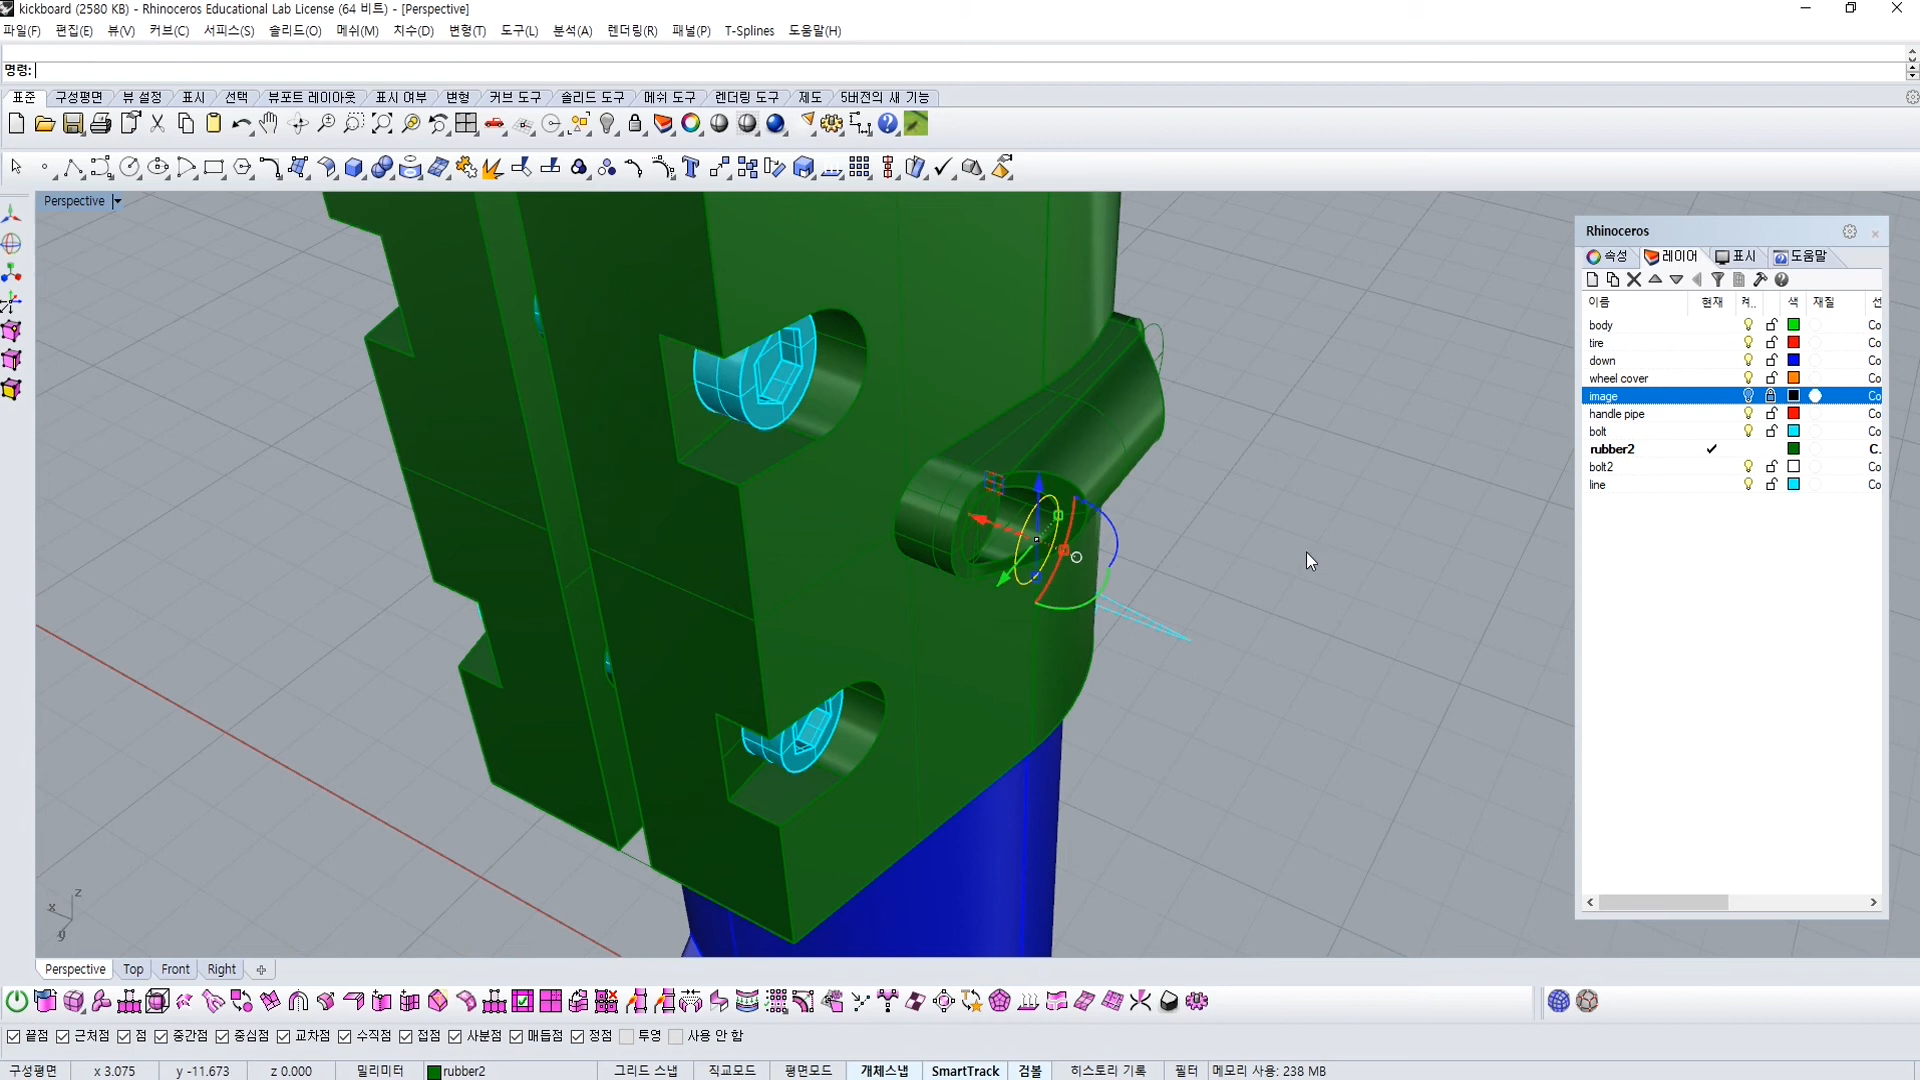 kickboard (2580 KB) - Rhinoceros Educational Lab License (64 비트) - [Perspective]
파일(F) 편집(E) 뷰(V) 커브(C) 서피스(S) 솔리드(O) 메쉬(M) 치수(D) 변형(T) 도구(L) 분석(A) 렌더링(R) 패널(P) T-Splines 도움말(H)
명령:
표준 구성평면 뷰 설정 표시 선택 뷰포트 레이아웃 표시 여부 변형 커브 도구 솔리드 도구 메쉬 도구 렌더링 도구 제도 5버전의 새 기능
Perspective
Rhinoceros
속성 레이어 표시 도움말
이름 현재 켜.. 색 재질 선
body Co
tire Co
down Co
wheel cover Co
image Co
handle pipe Co
bolt Co
rubber2 C.
bolt2 Co
line Co
z
x
y
Perspective Top Front Right
끝점 근처점 점 중간점 중심점 교차점 수직점 접점 사분점 매듭점 정점 투영 사용 안 함
구성평면 x 3.075 y -11.673 z 0.000 밀리미터 rubber2 그리드 스냅 직교모드 평면모드 개체스냅 SmartTrack 검볼 히스토리 기록 필터 메모리 사용: 238 MB